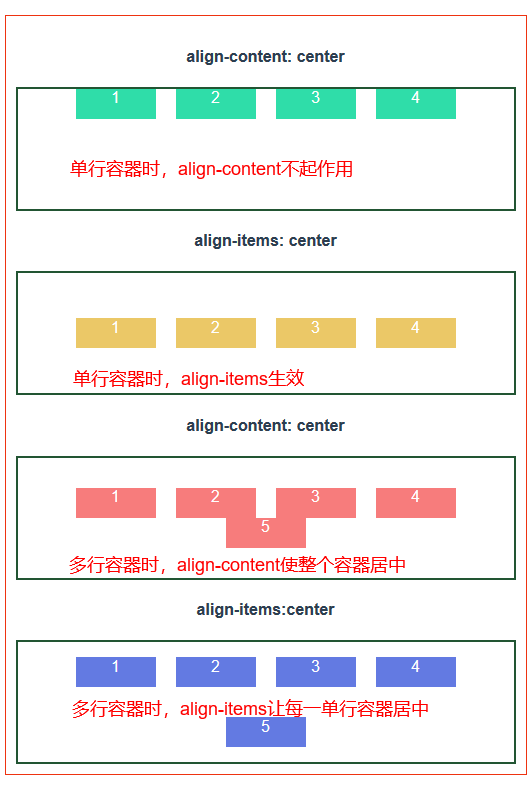 align-content: center
1 2 3 4
单行容器时，align-content不起作用
align-items: center
1 2 3 4
单行容器时，align-items生效
align-content: center
1 2 3 4
5
多行容器时，align-content使整个容器居中
align-items:center
1 2 3 4
多行容器时，align-items让每一单行容器居中
5